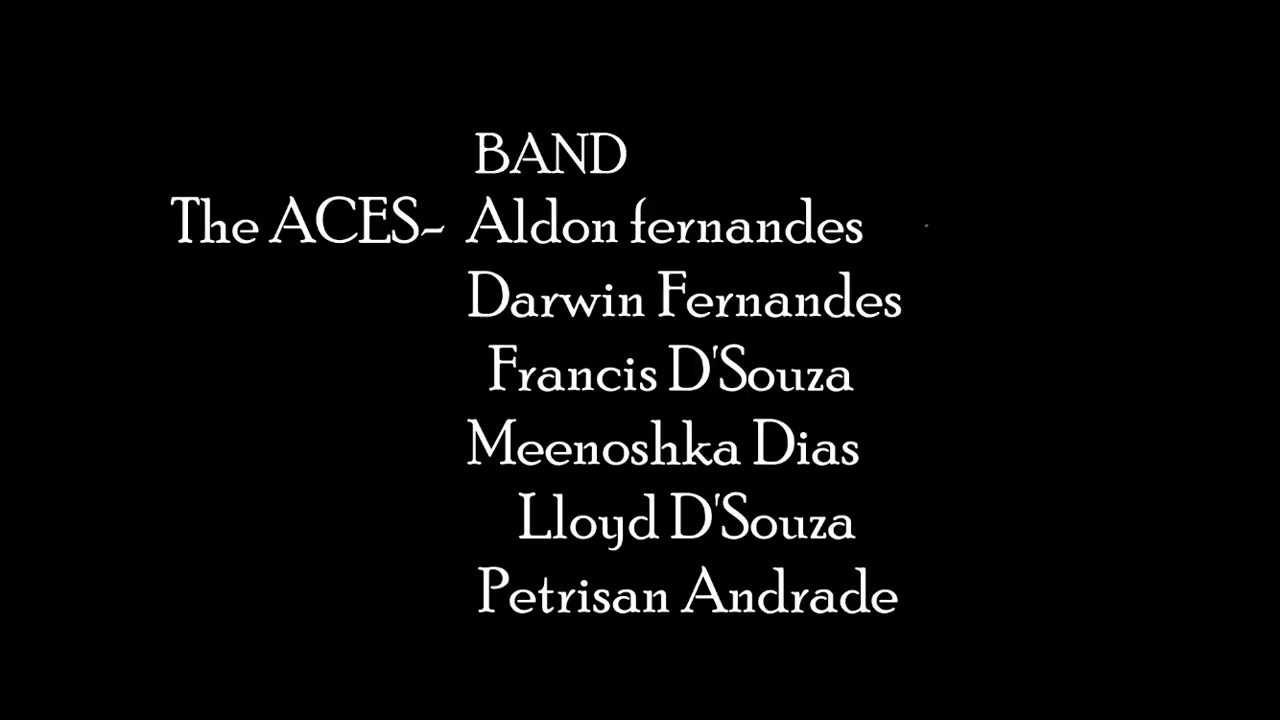 BAND
The ACES- Aldon fernandes
Darwin Fernandes
Francis D'Souza
Meenoshka Dias
Lloyd D'Souza
Petrisan Andrade